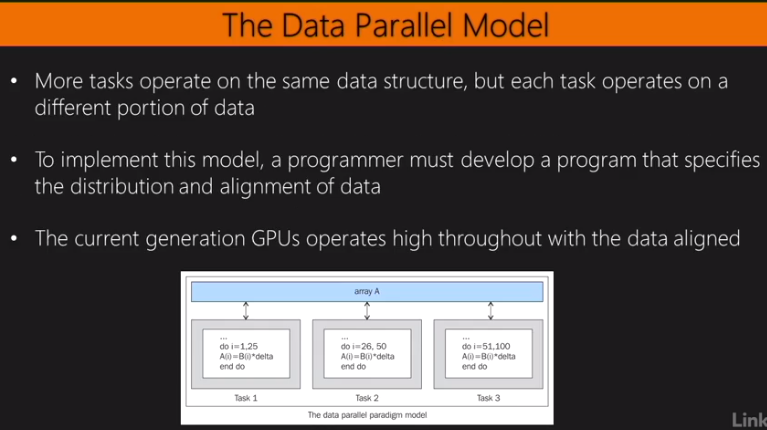 The Data Parallel Model
• More tasks operate on the same data structure, but each task operates on a
different portion of data
• To implement this model, a programmer must develop a program that specifies
the distribution and alignment of data
• The current generation GPUs operates high throughout with the data aligned
array A
...
do i=1,25
A(i)=B(i)*delta
end do
Task 1
...
do i=26, 50
A(i)=B(i)*delta
end do
Task 2
...
do i=51,100
A(i)=B(i)*delta
end do
Task 3
The data parallel paradigm model
Link